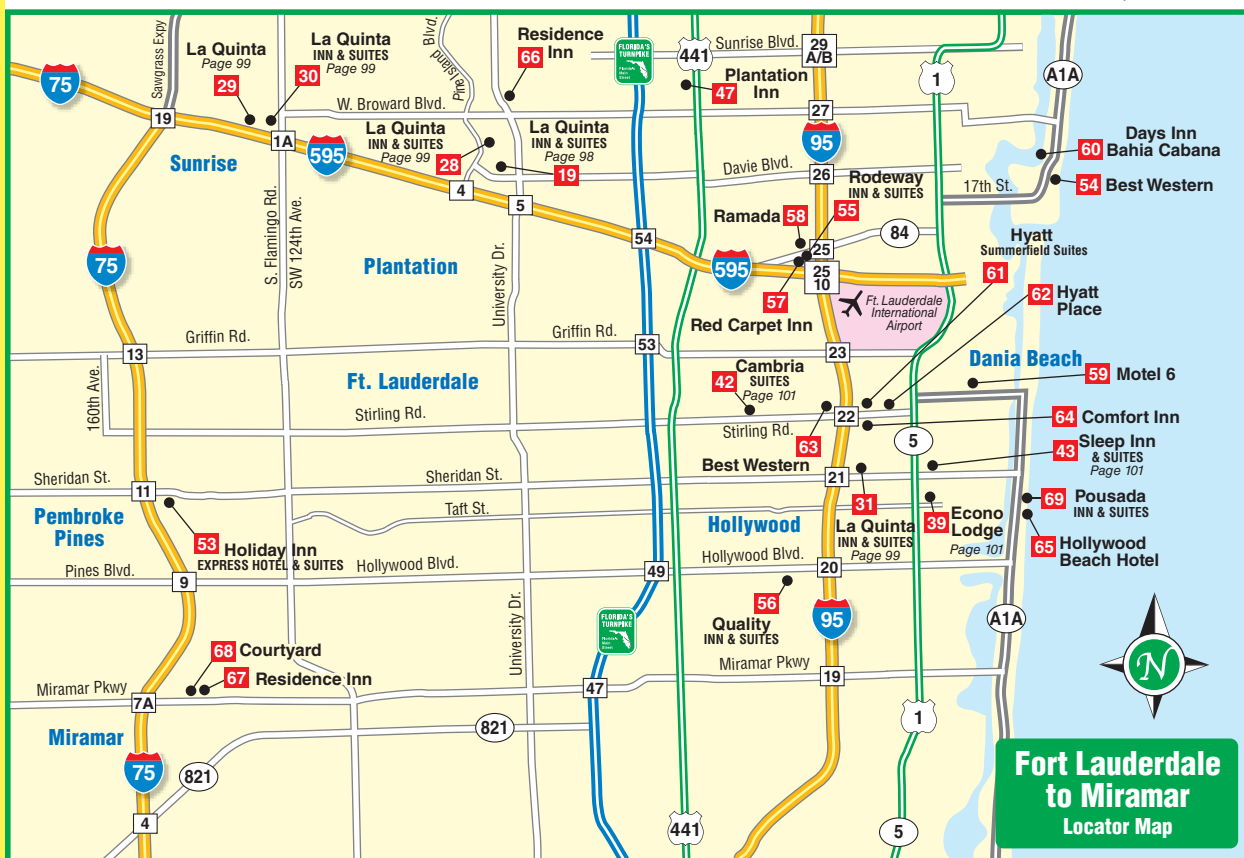 Sawgrass Expy
La Quinta
Page 99
29
La Quinta
INN & SUITES
Page 99
30
Pine Island
Blvd.
Residence
Inn
66
FLORIDA'S
TURNPIKE
441
Sunrise Blvd.
29
A/B
1
A1A
75
Plantation
Inn
47
W. Broward Blvd.
27
19
1A
595
Sunrise
La Quinta
INN & SUITES
Page 99
28
La Quinta
INN & SUITES
Page 98
19
95
Days Inn
Bahia Cabana
60
Davie Blvd.
26
17th St.
54
Best Western
4
5
Rodeway
INN & SUITES
55
Ramada
58
84
S. Flamingo Rd.
SW 124th Ave.
University Dr.
54
25
25
10
595
Hyatt
Summerfield Suites
61
75
Plantation
57
Red Carpet Inn
Ft. Lauderdale
International
Airport
62
Hyatt
Place
Griffin Rd.
Griffin Rd.
13
53
23
Dania Beach
160th Ave.
Ft. Lauderdale
Cambria
SUITES
Page 101
42
59
Motel 6
Stirling Rd.
Stirling Rd.
63
Best Western
22
64
Comfort Inn
5
43
Sleep Inn
& SUITES
Page 101
Sheridan St.
Sheridan St.
11
21
Taft St.
Pembroke
Pines
53
Holiday Inn
EXPRESS HOTEL & SUITES
Hollywood
31
La Quinta
INN & SUITES
Page 99
39
Econo
Lodge
Page 101
69
Pousada
INN & SUITES
65
Hollywood
Beach Hotel
Pines Blvd.
9
Hollywood Blvd.
49
Hollywood Blvd.
20
56
Quality
INN & SUITES
FLORIDA'S
TURNPIKE
95
A1A
University Dr.
68
Courtyard
67
Residence Inn
Miramar Pkwy
7A
47
Miramar Pkwy
19
N
Miramar
821
1
75
821
4
441
5
Fort Lauderdale
to Miramar
Locator Map